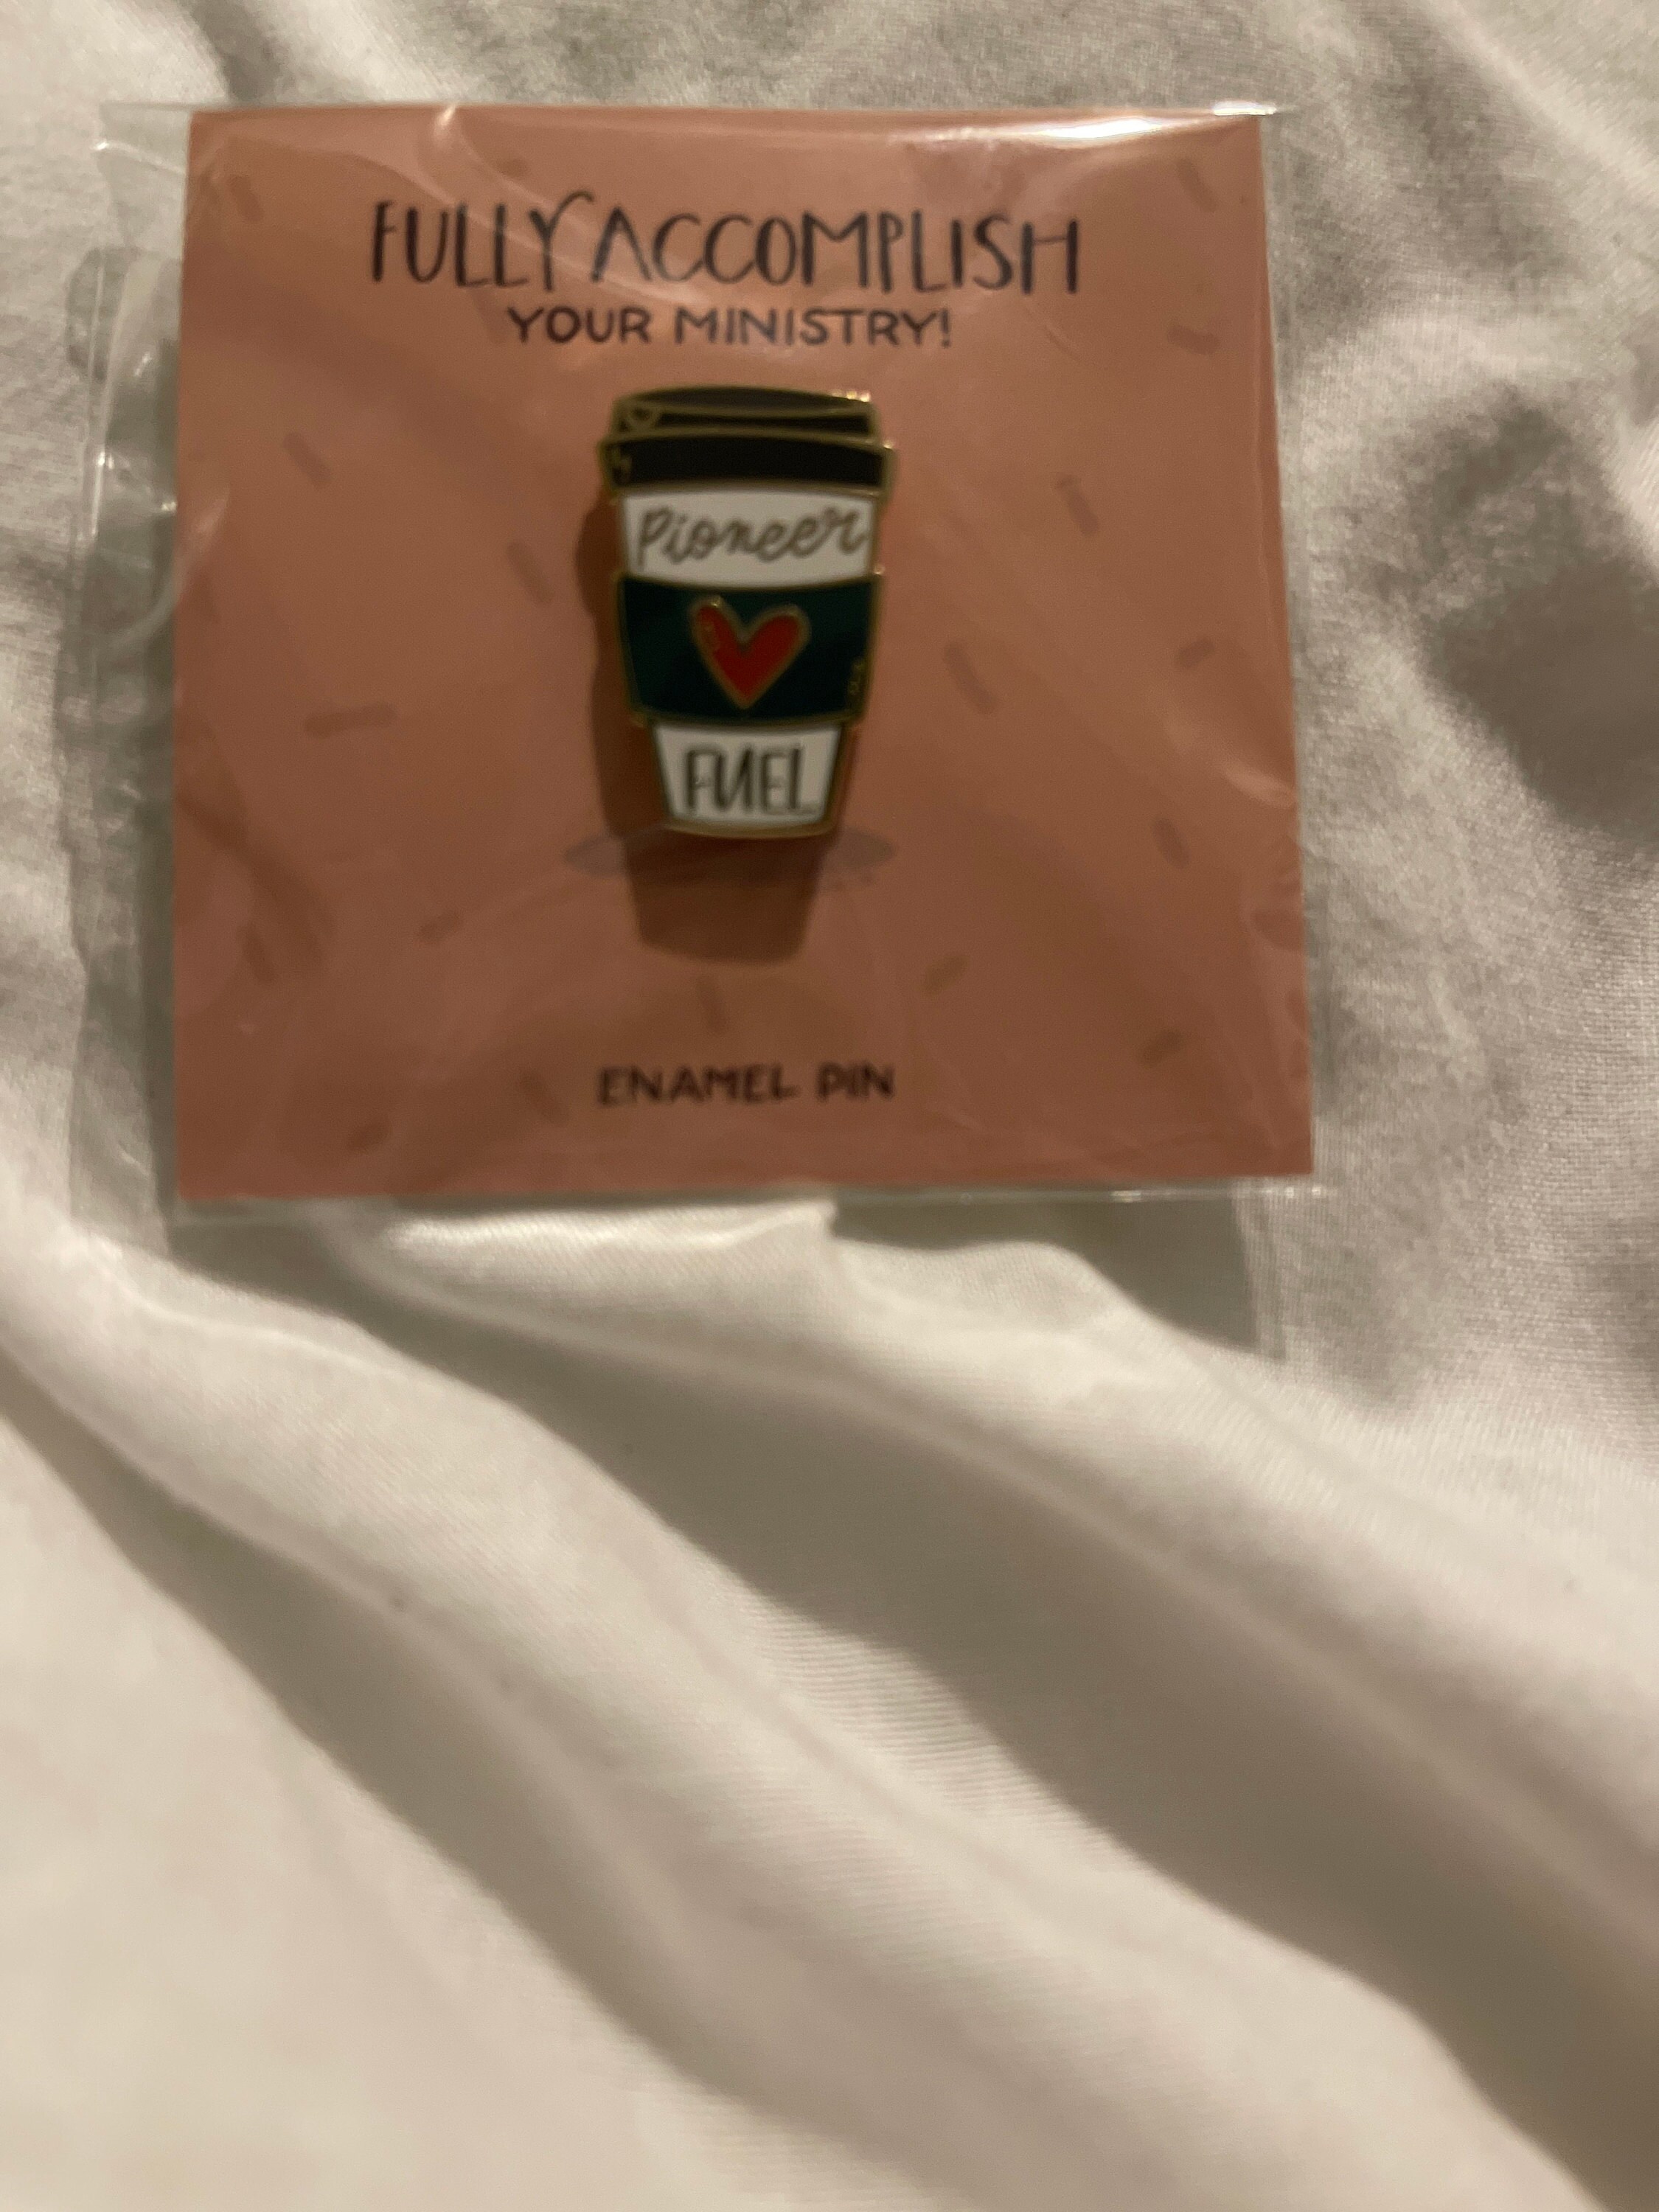 FULLY ACCOMPLISH
YOUR MINISTRY!
Pioneer
FUEL
ENAMEL PIN